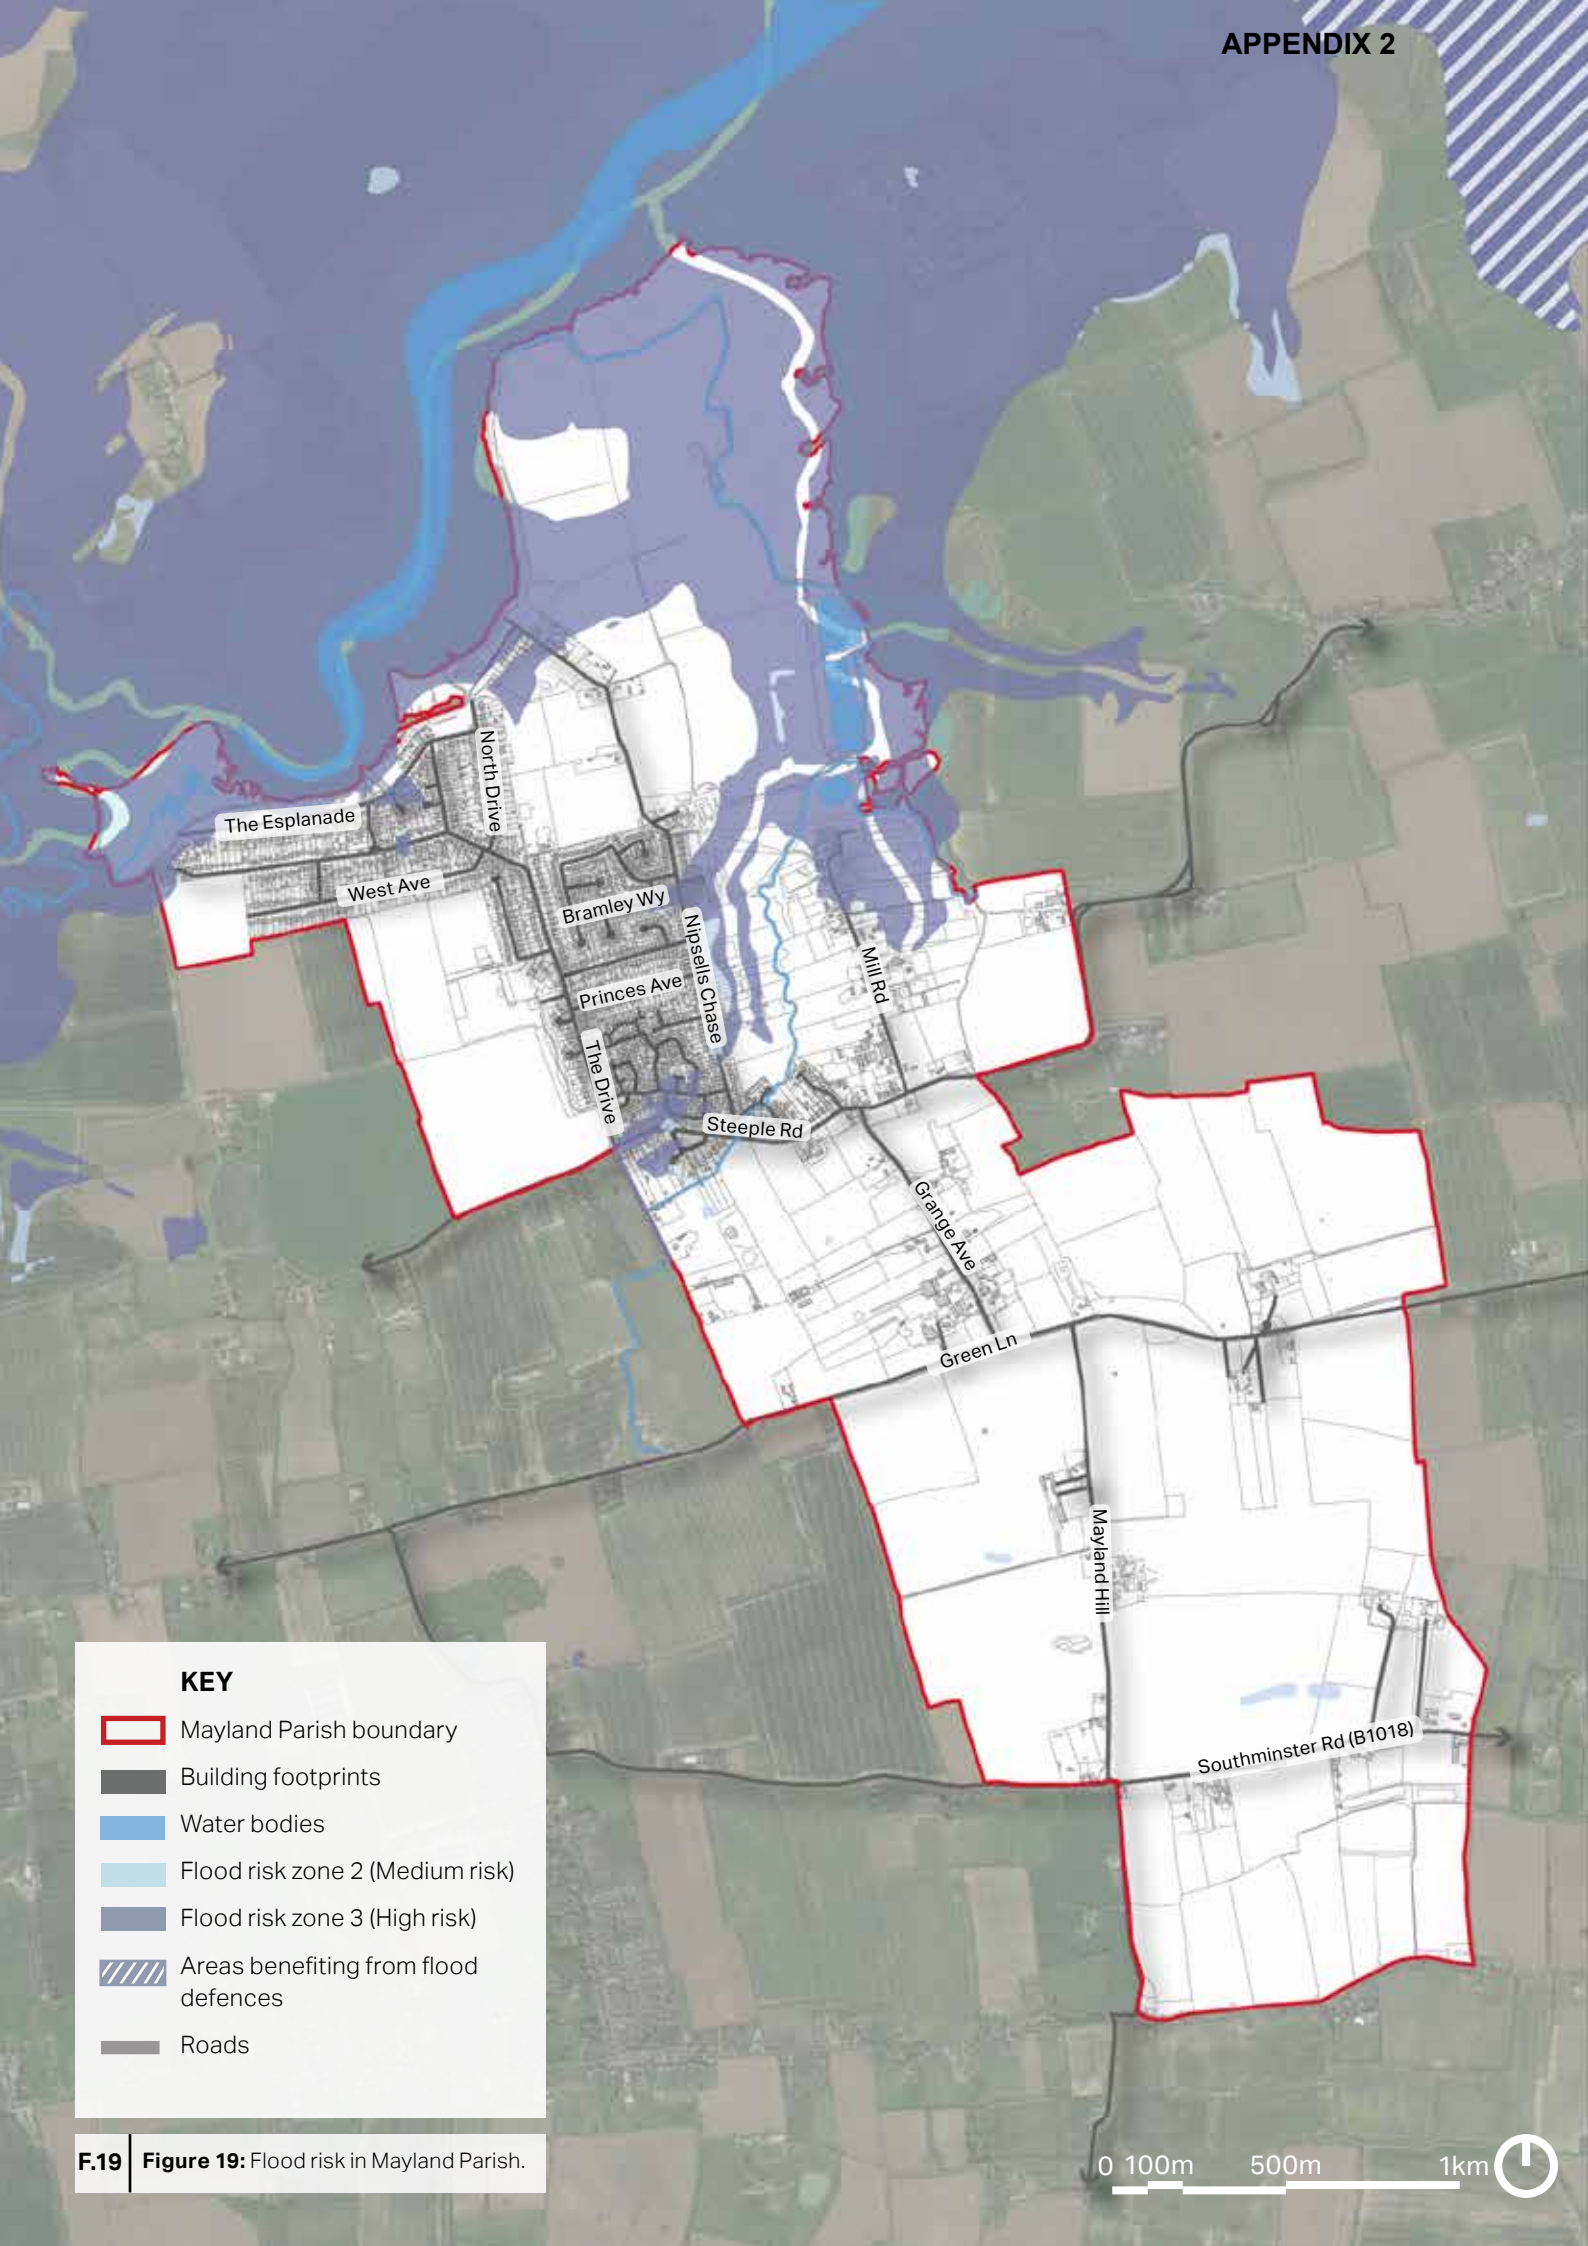 APPENDIX 2
North Drive
The Esplanade
West Ave
Bramley Wy
Nipsells Chase
Mill Rd
Princes Ave
The Drive
Steeple Rd
Grange Ave
Green Ln
Mayland Hill
Southminster Rd (B1018)
KEY
Mayland Parish boundary
Building footprints
Water bodies
Flood risk zone 2 (Medium risk)
Flood risk zone 3 (High risk)
Areas benefiting from flood
defences
Roads
F.19 Figure 19: Flood risk in Mayland Parish.
0 100m 500m 1km